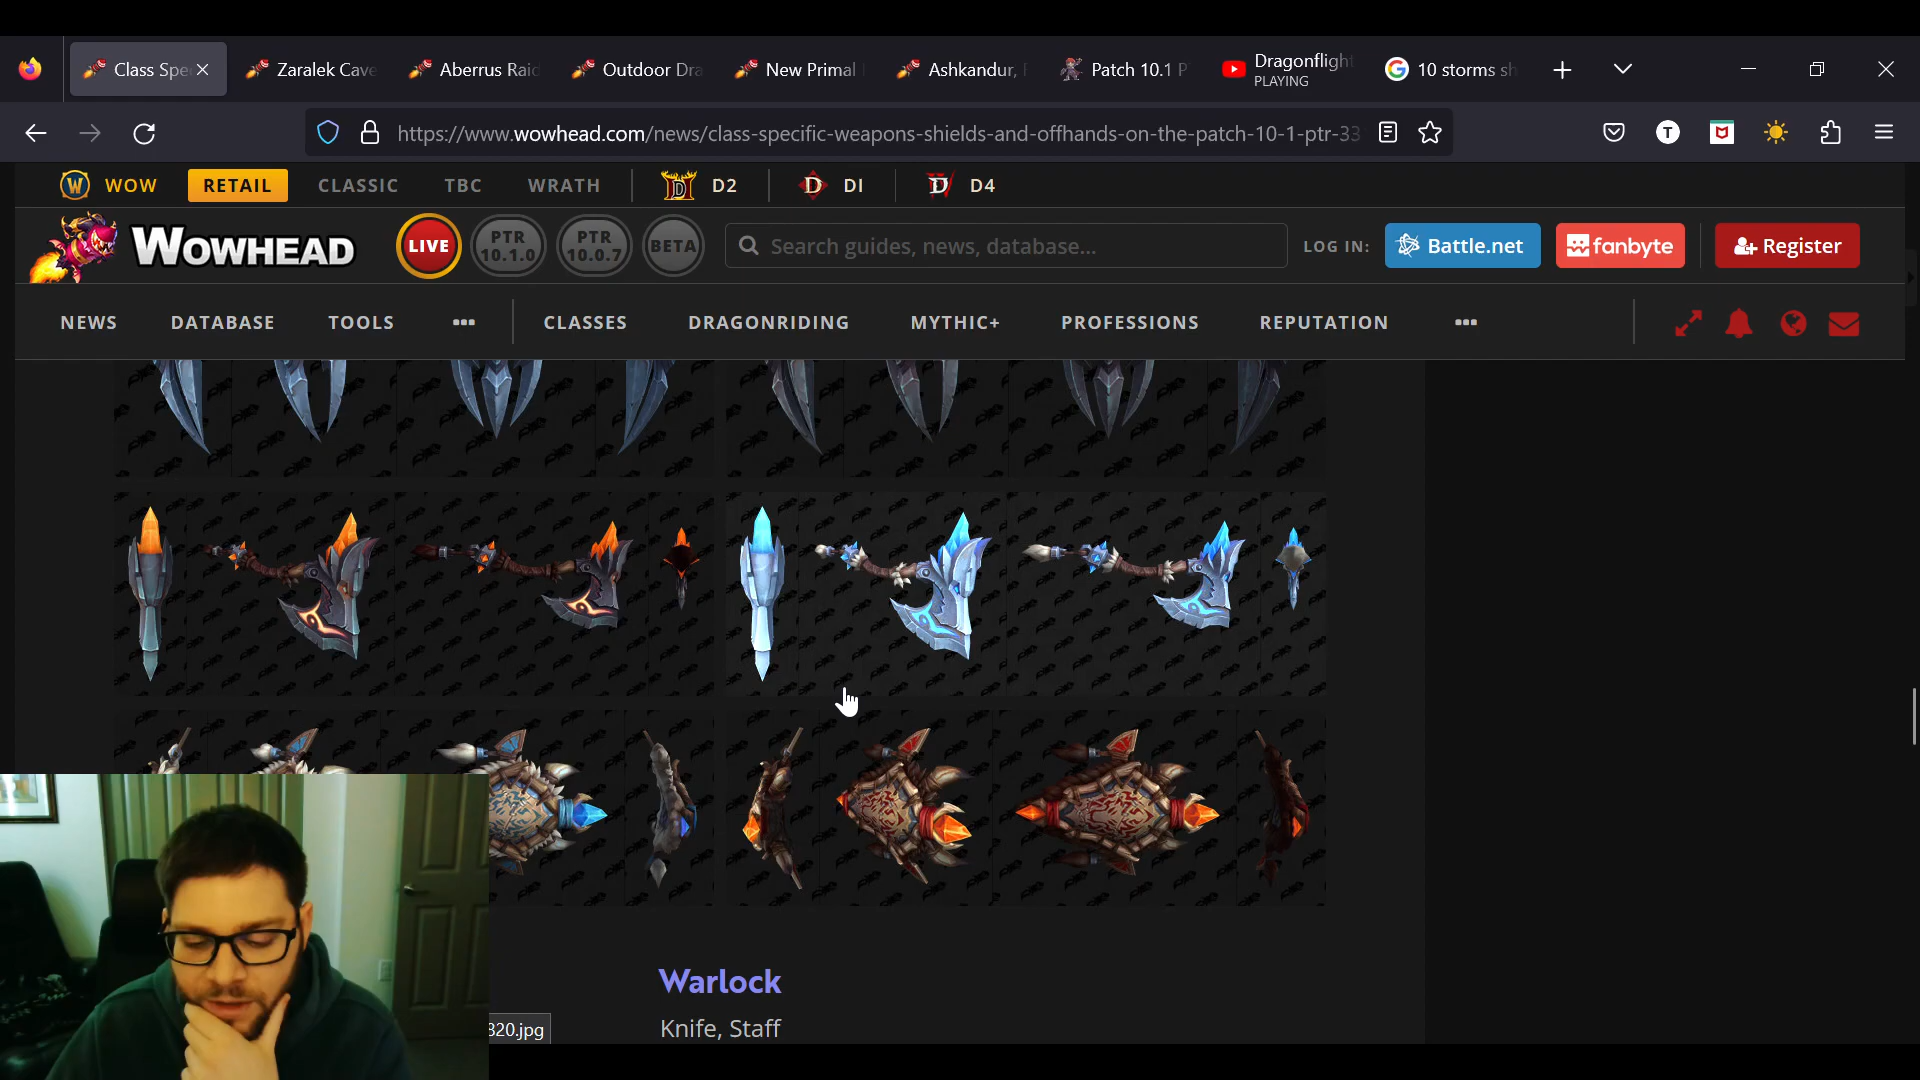 Class Spe
Zaralek Cave
Aberrus Raid
Outdoor Dra
New Primal
Ashkandur,
Patch 10.1 P
Dragonflight
PLAYING
10 storms sh
https://www.wowhead.com/news/class-specific-weapons-shields-and-offhands-on-the-patch-10-1-ptr-33
T
WOW
RETAIL
CLASSIC
TBC
WRATH
D2
DI
D4
WOWHEAD
LIVE
PTR
10.1.0
PTR
10.0.7
BETA
Search guides, news, database...
LOG IN:
Battle.net
fanbyte
Register
NEWS
DATABASE
TOOLS
CLASSES
DRAGONRIDING
MYTHIC+
PROFESSIONS
REPUTATION
Warlock
Knife, Staff
820.jpg